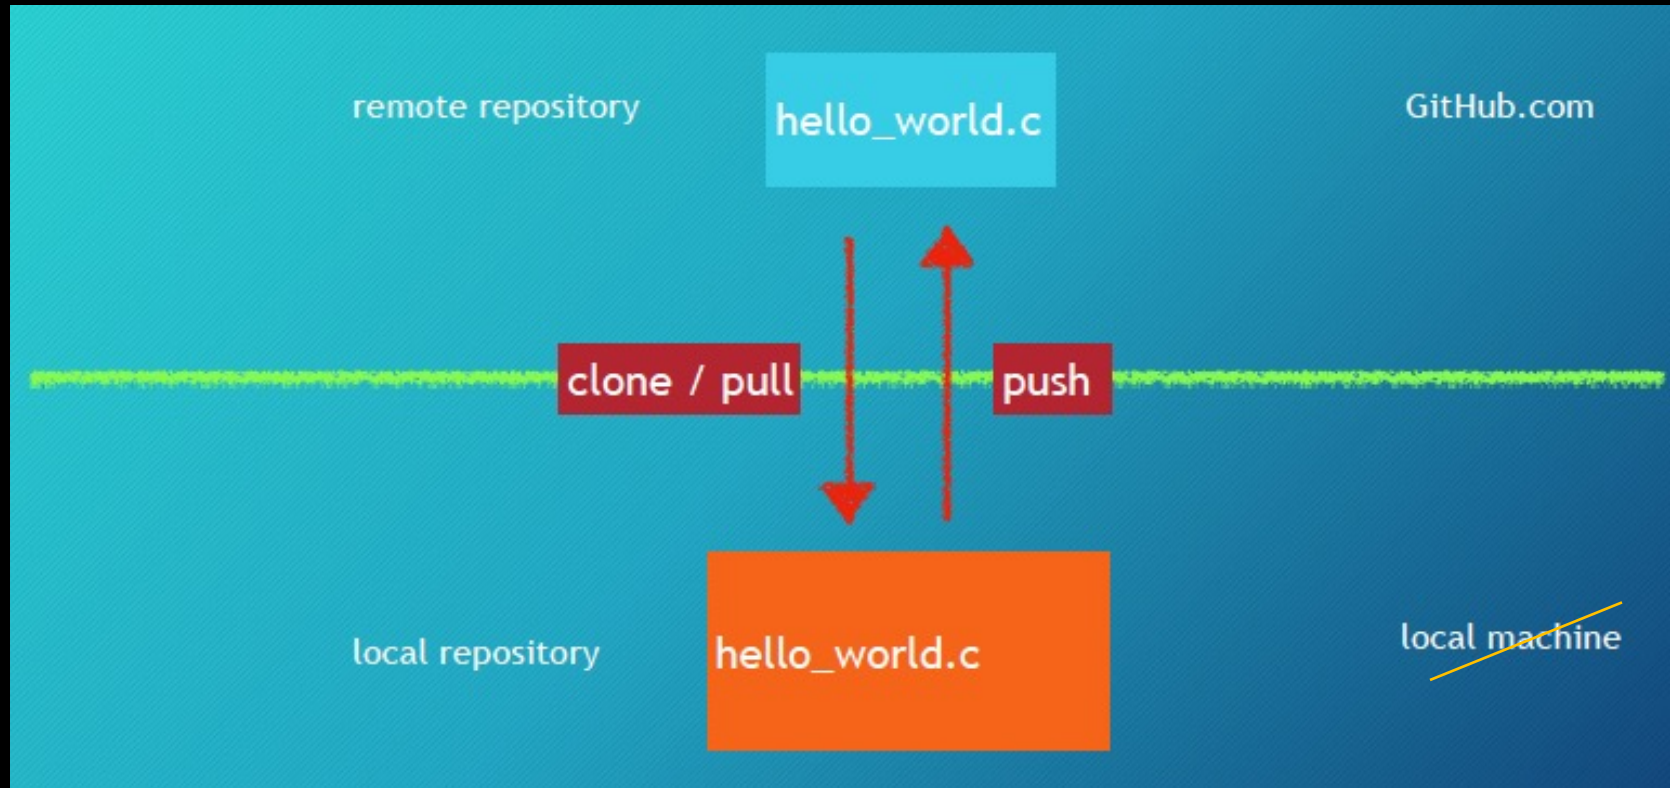 remote repository
hello_world.c
GitHub.com
clone / pull
push
local repository
hello_world.c
local machine